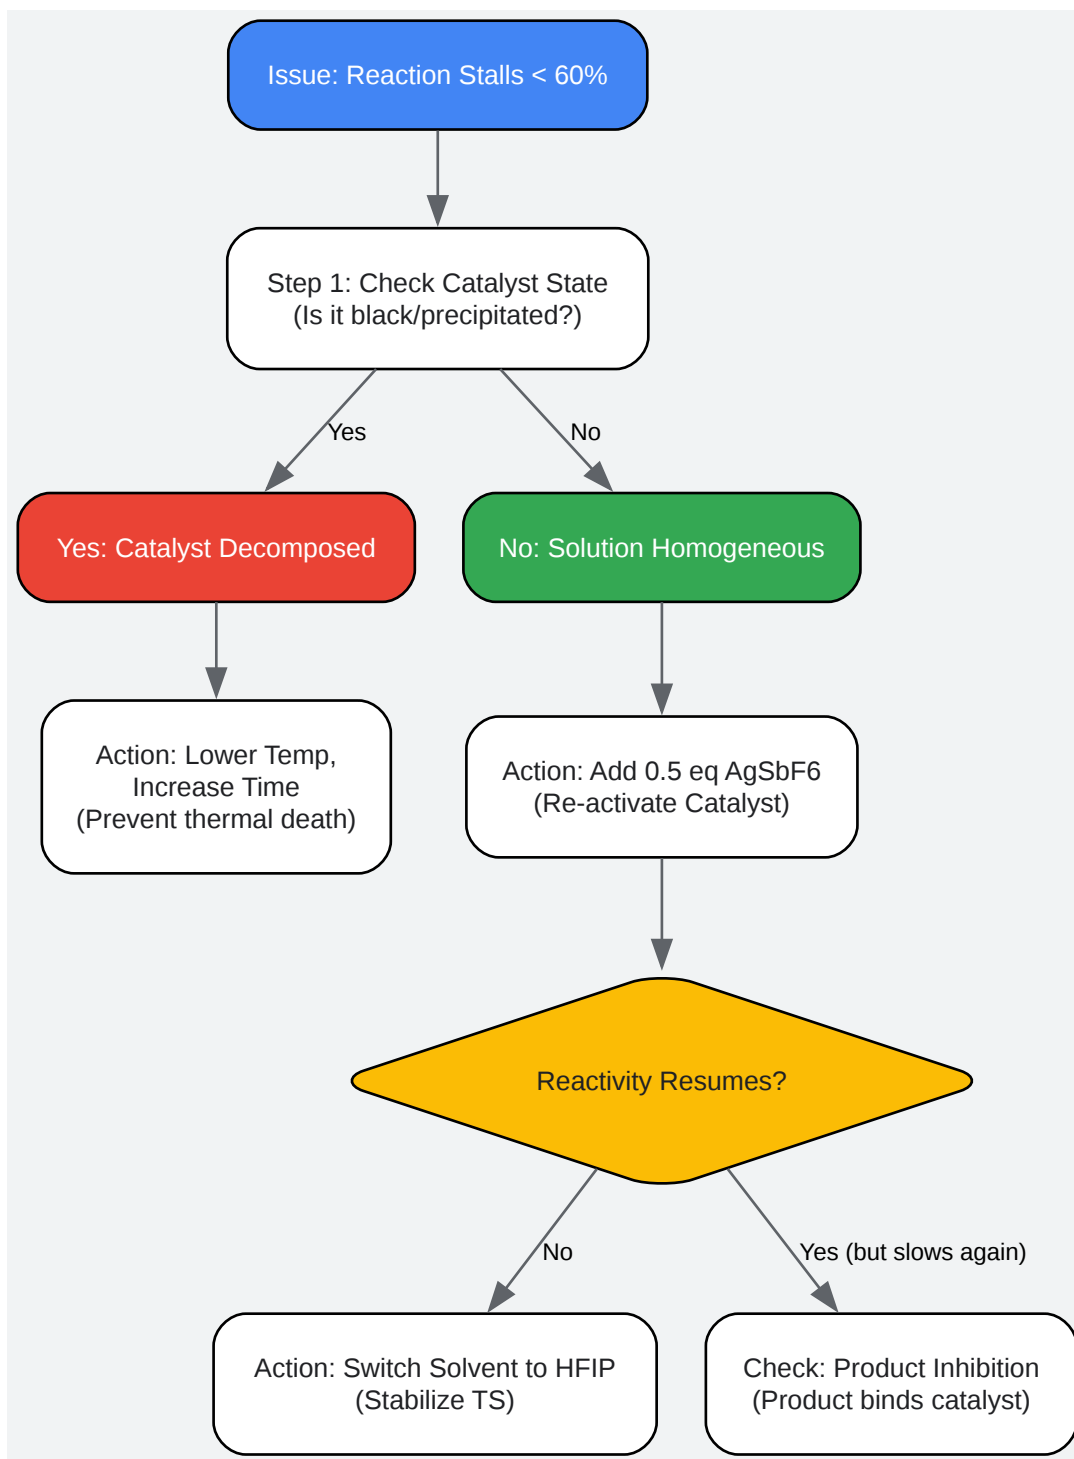 Issue: Reaction Stalls < 60%
Step 1: Check Catalyst State
(Is it black/precipitated?)
Yes
No
Yes: Catalyst Decomposed
No: Solution Homogeneous
Action: Lower Temp,
Increase Time
(Prevent thermal death)
Action: Add 0.5 eq AgSbF6
(Re-activate Catalyst)
Reactivity Resumes?
No
Yes (but slows again)
Action: Switch Solvent to HFIP
(Stabilize TS)
Check: Product Inhibition
(Product binds catalyst)